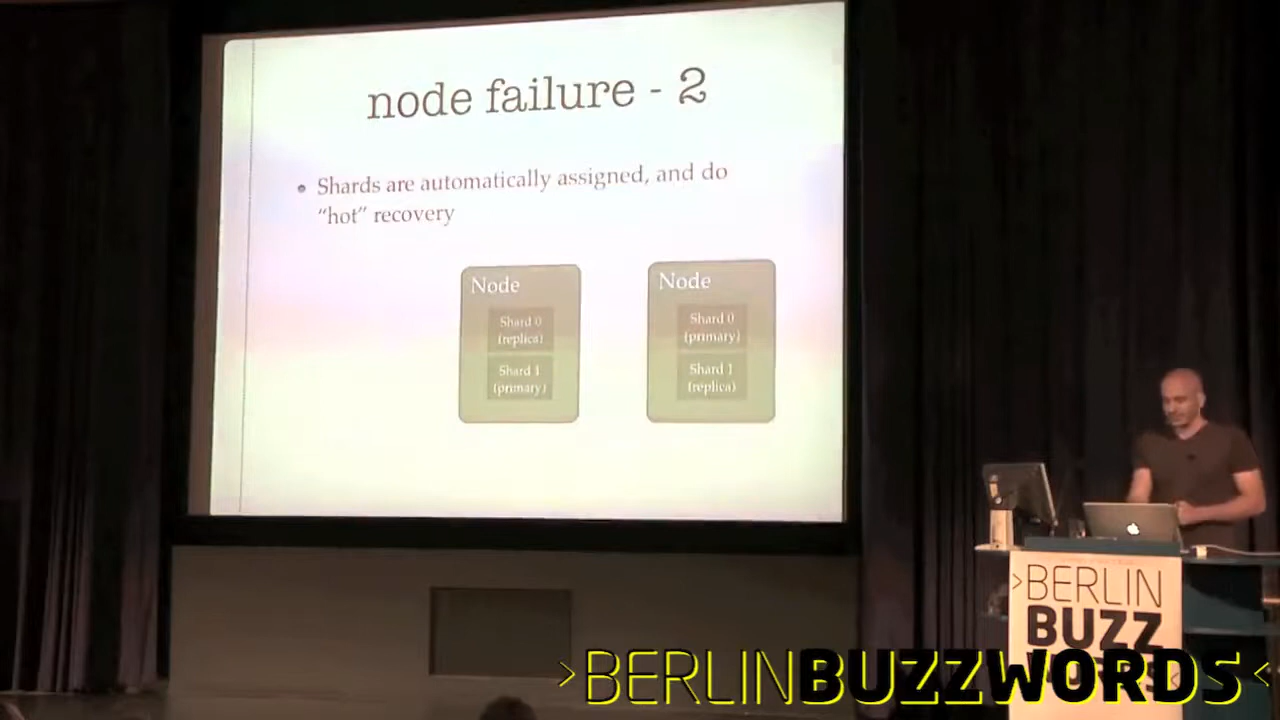 node failure - 2
• Shards are automatically assigned, and do
“hot” recovery
Node
Shard 0
(replica)
Shard 1
(primary)
Node
Shard 0
(primary)
Shard 1
(replica)
>BERLIN
BUZZ
>BERLINBUZZWORDS<